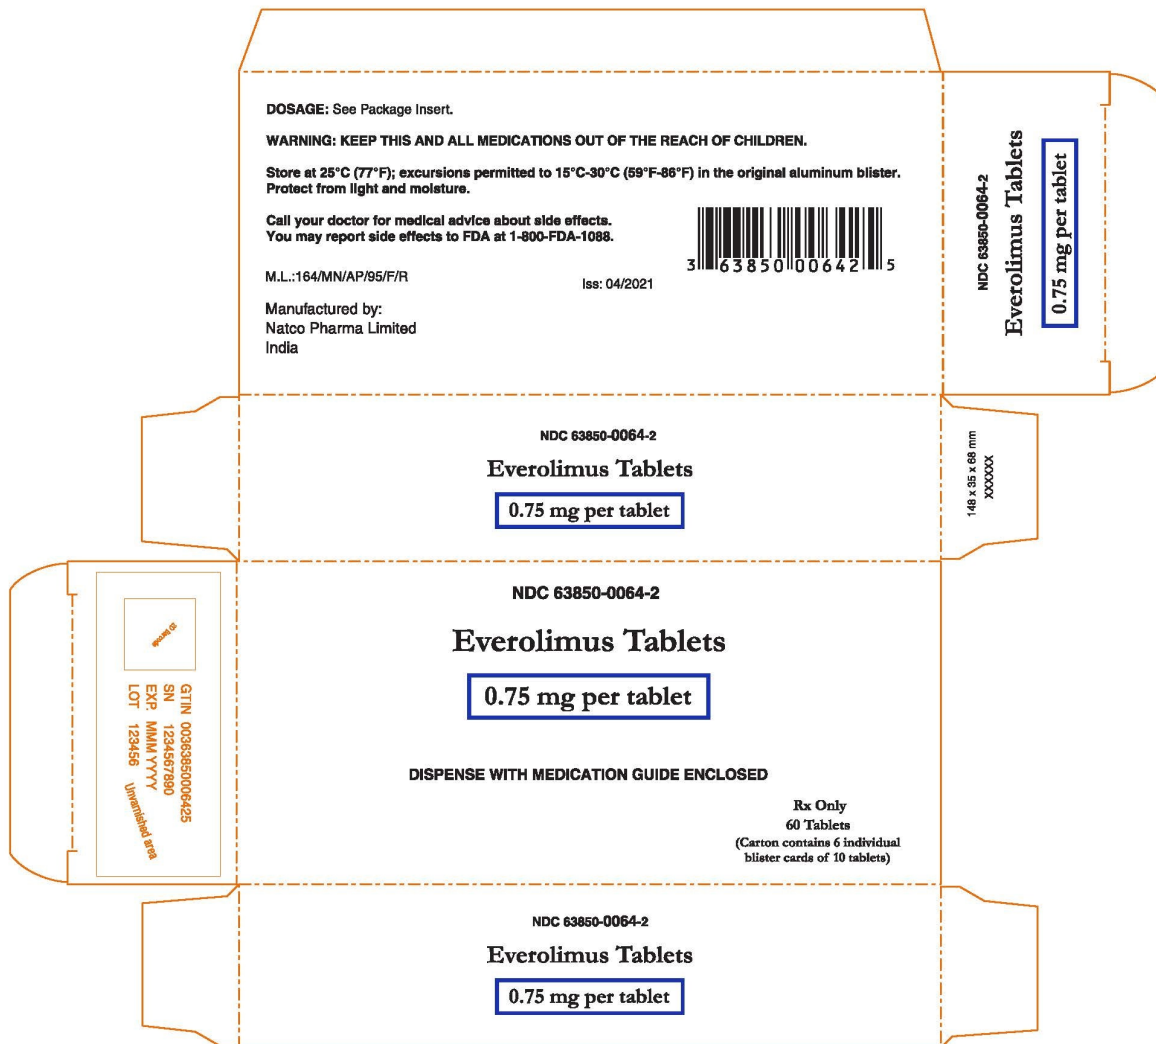 DOSAGE: See Package Insert.
WARNING: KEEP THIS AND ALL MEDICATIONS OUT OF THE REACH OF CHILDREN.
Store at 25°C (77°F); excursions permitted to 15°C-30°C (59°F-86°F) in the original aluminum blister.
Protect from light and moisture.
Call your doctor for medical advice about side effects.
You may report side effects to FDA at 1-800-FDA-1088.
3 63850 00642 5
M.L.:164/MN/AP/95/F/R
Iss: 04/2021
Manufactured by:
Natco Pharma Limited
India
NDC 63850-0064-2
Everolimus Tablets
0.75 mg per tablet
NDC 63850-0064-2
Everolimus Tablets
0.75 mg per tablet
148 x 35 x 68 mm
XXXXXX
2D Barcode
GTIN 00363850006425
SN 1234567890
EXP. MMM YYYY
LOT 123456
Unvarnished area
NDC 63850-0064-2
Everolimus Tablets
0.75 mg per tablet
DISPENSE WITH MEDICATION GUIDE ENCLOSED
Rx Only
60 Tablets
(Carton contains 6 individual
blister cards of 10 tablets)
NDC 63850-0064-2
Everolimus Tablets
0.75 mg per tablet